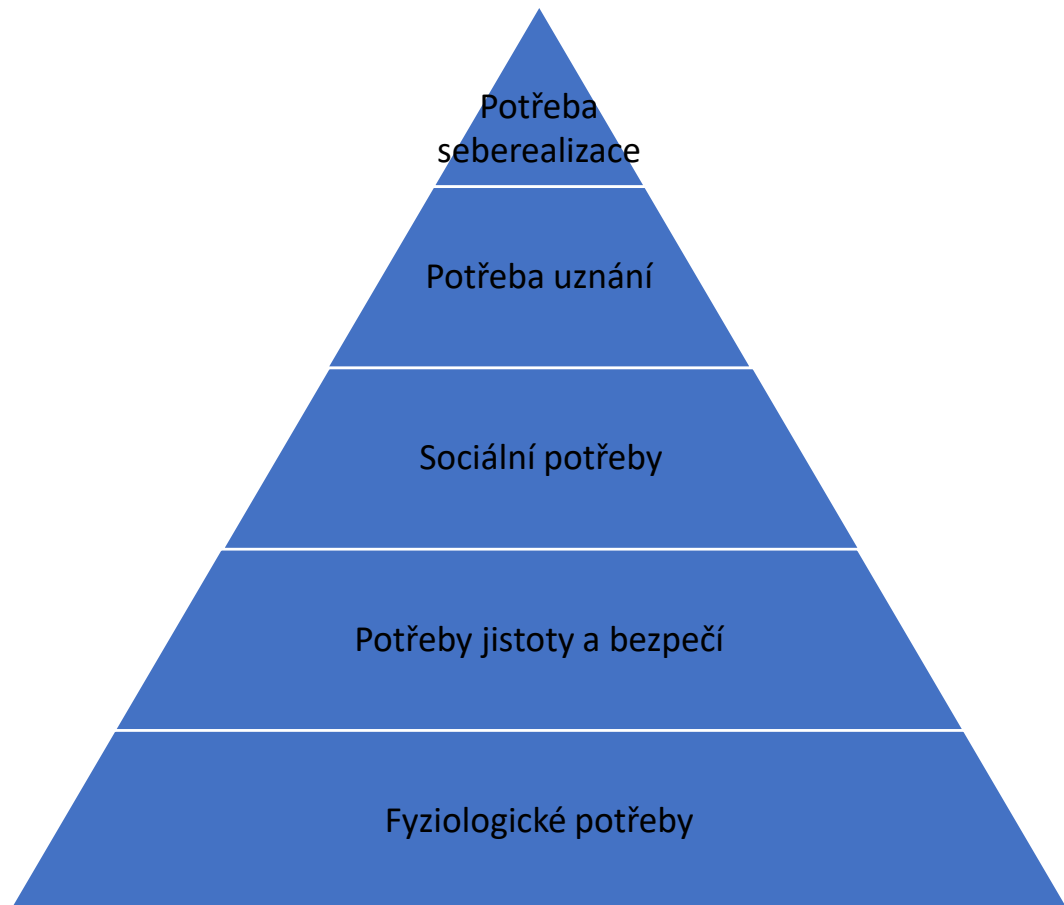 Potřeba
seberealizace
Potřeba uznání
Sociální potřeby
Potřeby jistoty a bezpečí
Fyziologické potřeby